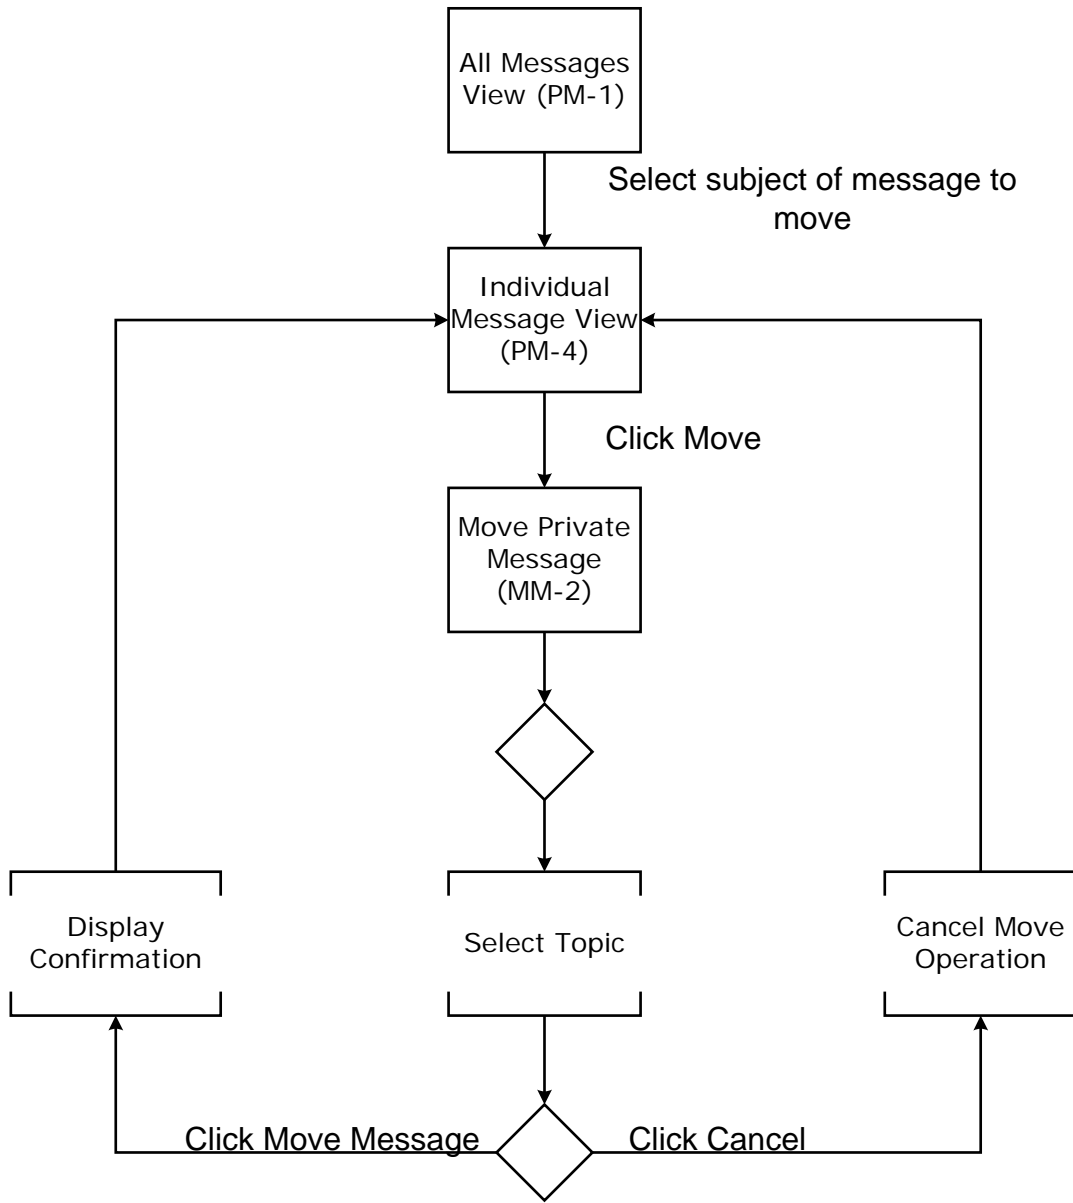 All Messages
View (PM-1)
Select subject of message to
move
Individual
Message View
(PM-4)
Click Move
Move Private
Message
(MM-2)
Display
Confirmation
Select Topic
Cancel Move
Operation
Click Move Message
Click Cancel